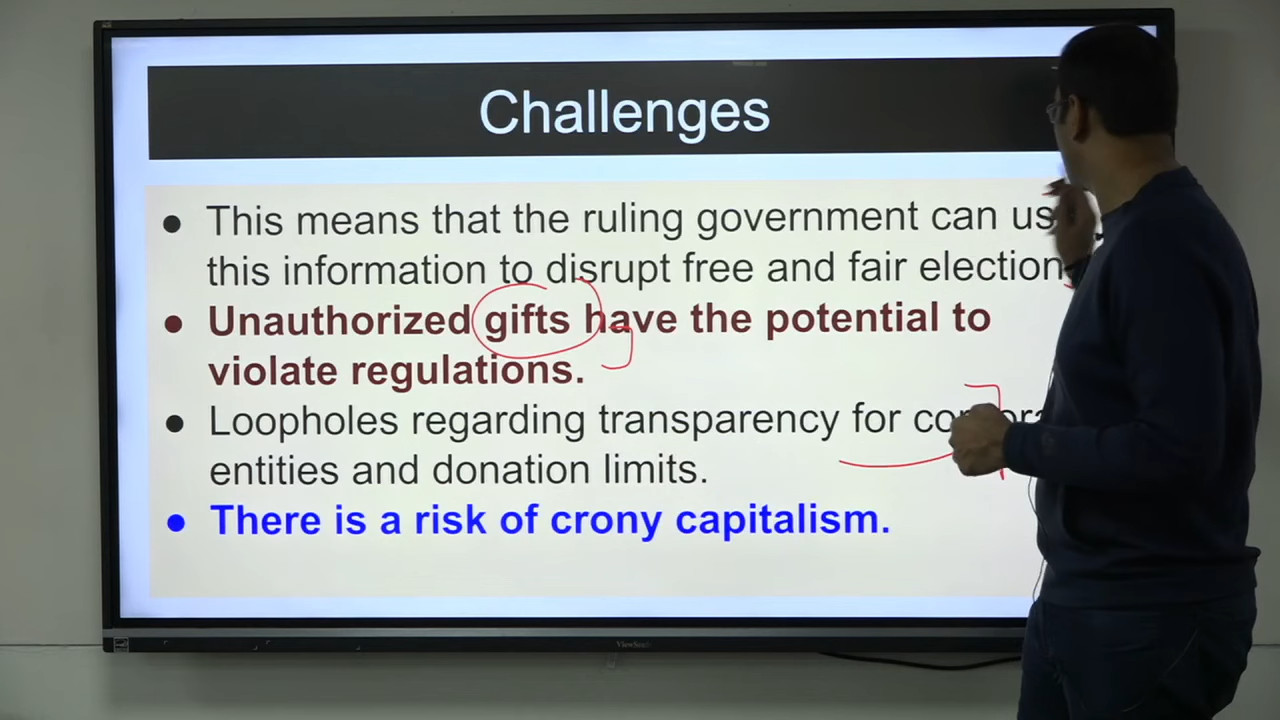 Challenges
● This means that the ruling government can us
this information to disrupt free and fair election
● Unauthorized gifts have the potential to
violate regulations.
● Loopholes regarding transparency for
entities and donation limits.
● There is a risk of crony capitalism.
ViewSonic